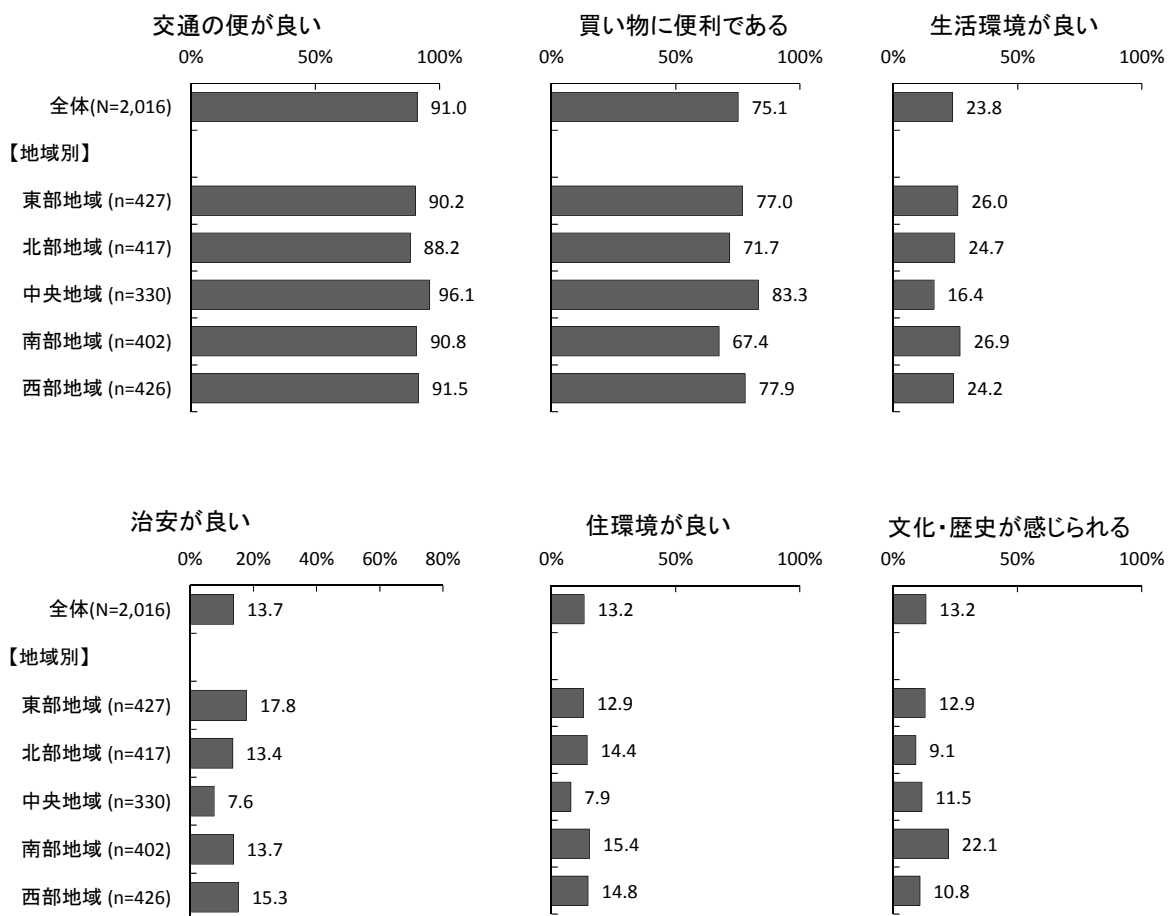 交通の便が良い 買い物に便利である 生活環境が良い
0% 50% 100% 0% 50% 100% 0% 50% 100%
全体(N=2,016) 91.0 75.1 23.8
【地域別】
東部地域 (n=427) 90.2 77.0 26.0
北部地域 (n=417) 88.2 71.7 24.7
中央地域 (n=330) 96.1 83.3 16.4
南部地域 (n=402) 90.8 67.4 26.9
西部地域 (n=426) 91.5 77.9 24.2
治安が良い 住環境が良い 文化・歴史が感じられる
0% 20% 40% 60% 80% 0% 50% 100% 0% 50% 100%
全体(N=2,016) 13.7 13.2 13.2
【地域別】
東部地域 (n=427) 17.8 12.9 12.9
北部地域 (n=417) 13.4 14.4 9.1
中央地域 (n=330) 7.6 7.9 11.5
南部地域 (n=402) 13.7 15.4 22.1
西部地域 (n=426) 15.3 14.8 10.8